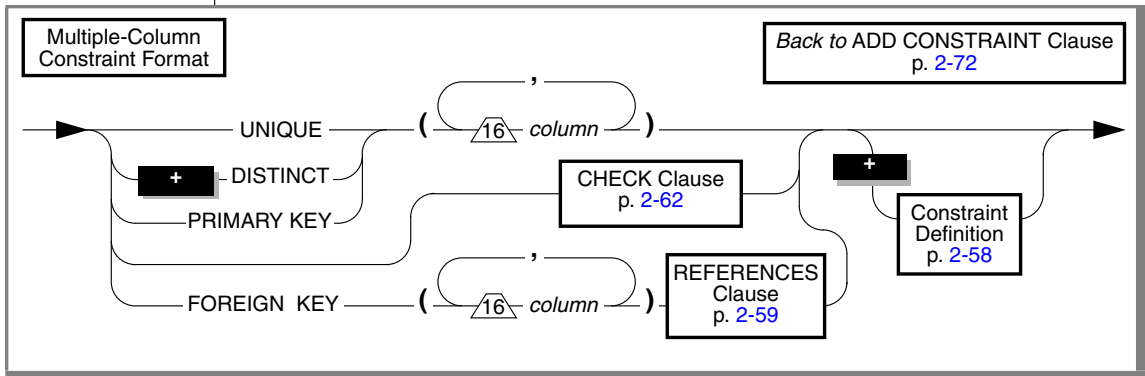 Multiple-Column
Constraint Format
Back to ADD CONSTRAINT Clause
p. 2-72
,
UNIQUE
( 16 column )
+ DISTINCT
PRIMARY KEY
CHECK Clause
p. 2-62
+
Constraint
Definition
p. 2-58
,
FOREIGN KEY ( 16 column )
REFERENCES
Clause
p. 2-59